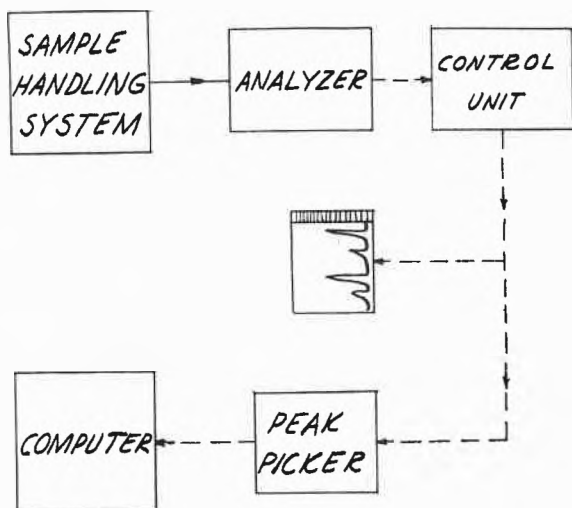 SAMPLE
HANDLING
SYSTEM
ANALYZER
CONTROL
UNIT
COMPUTER
PEAK
PICKER